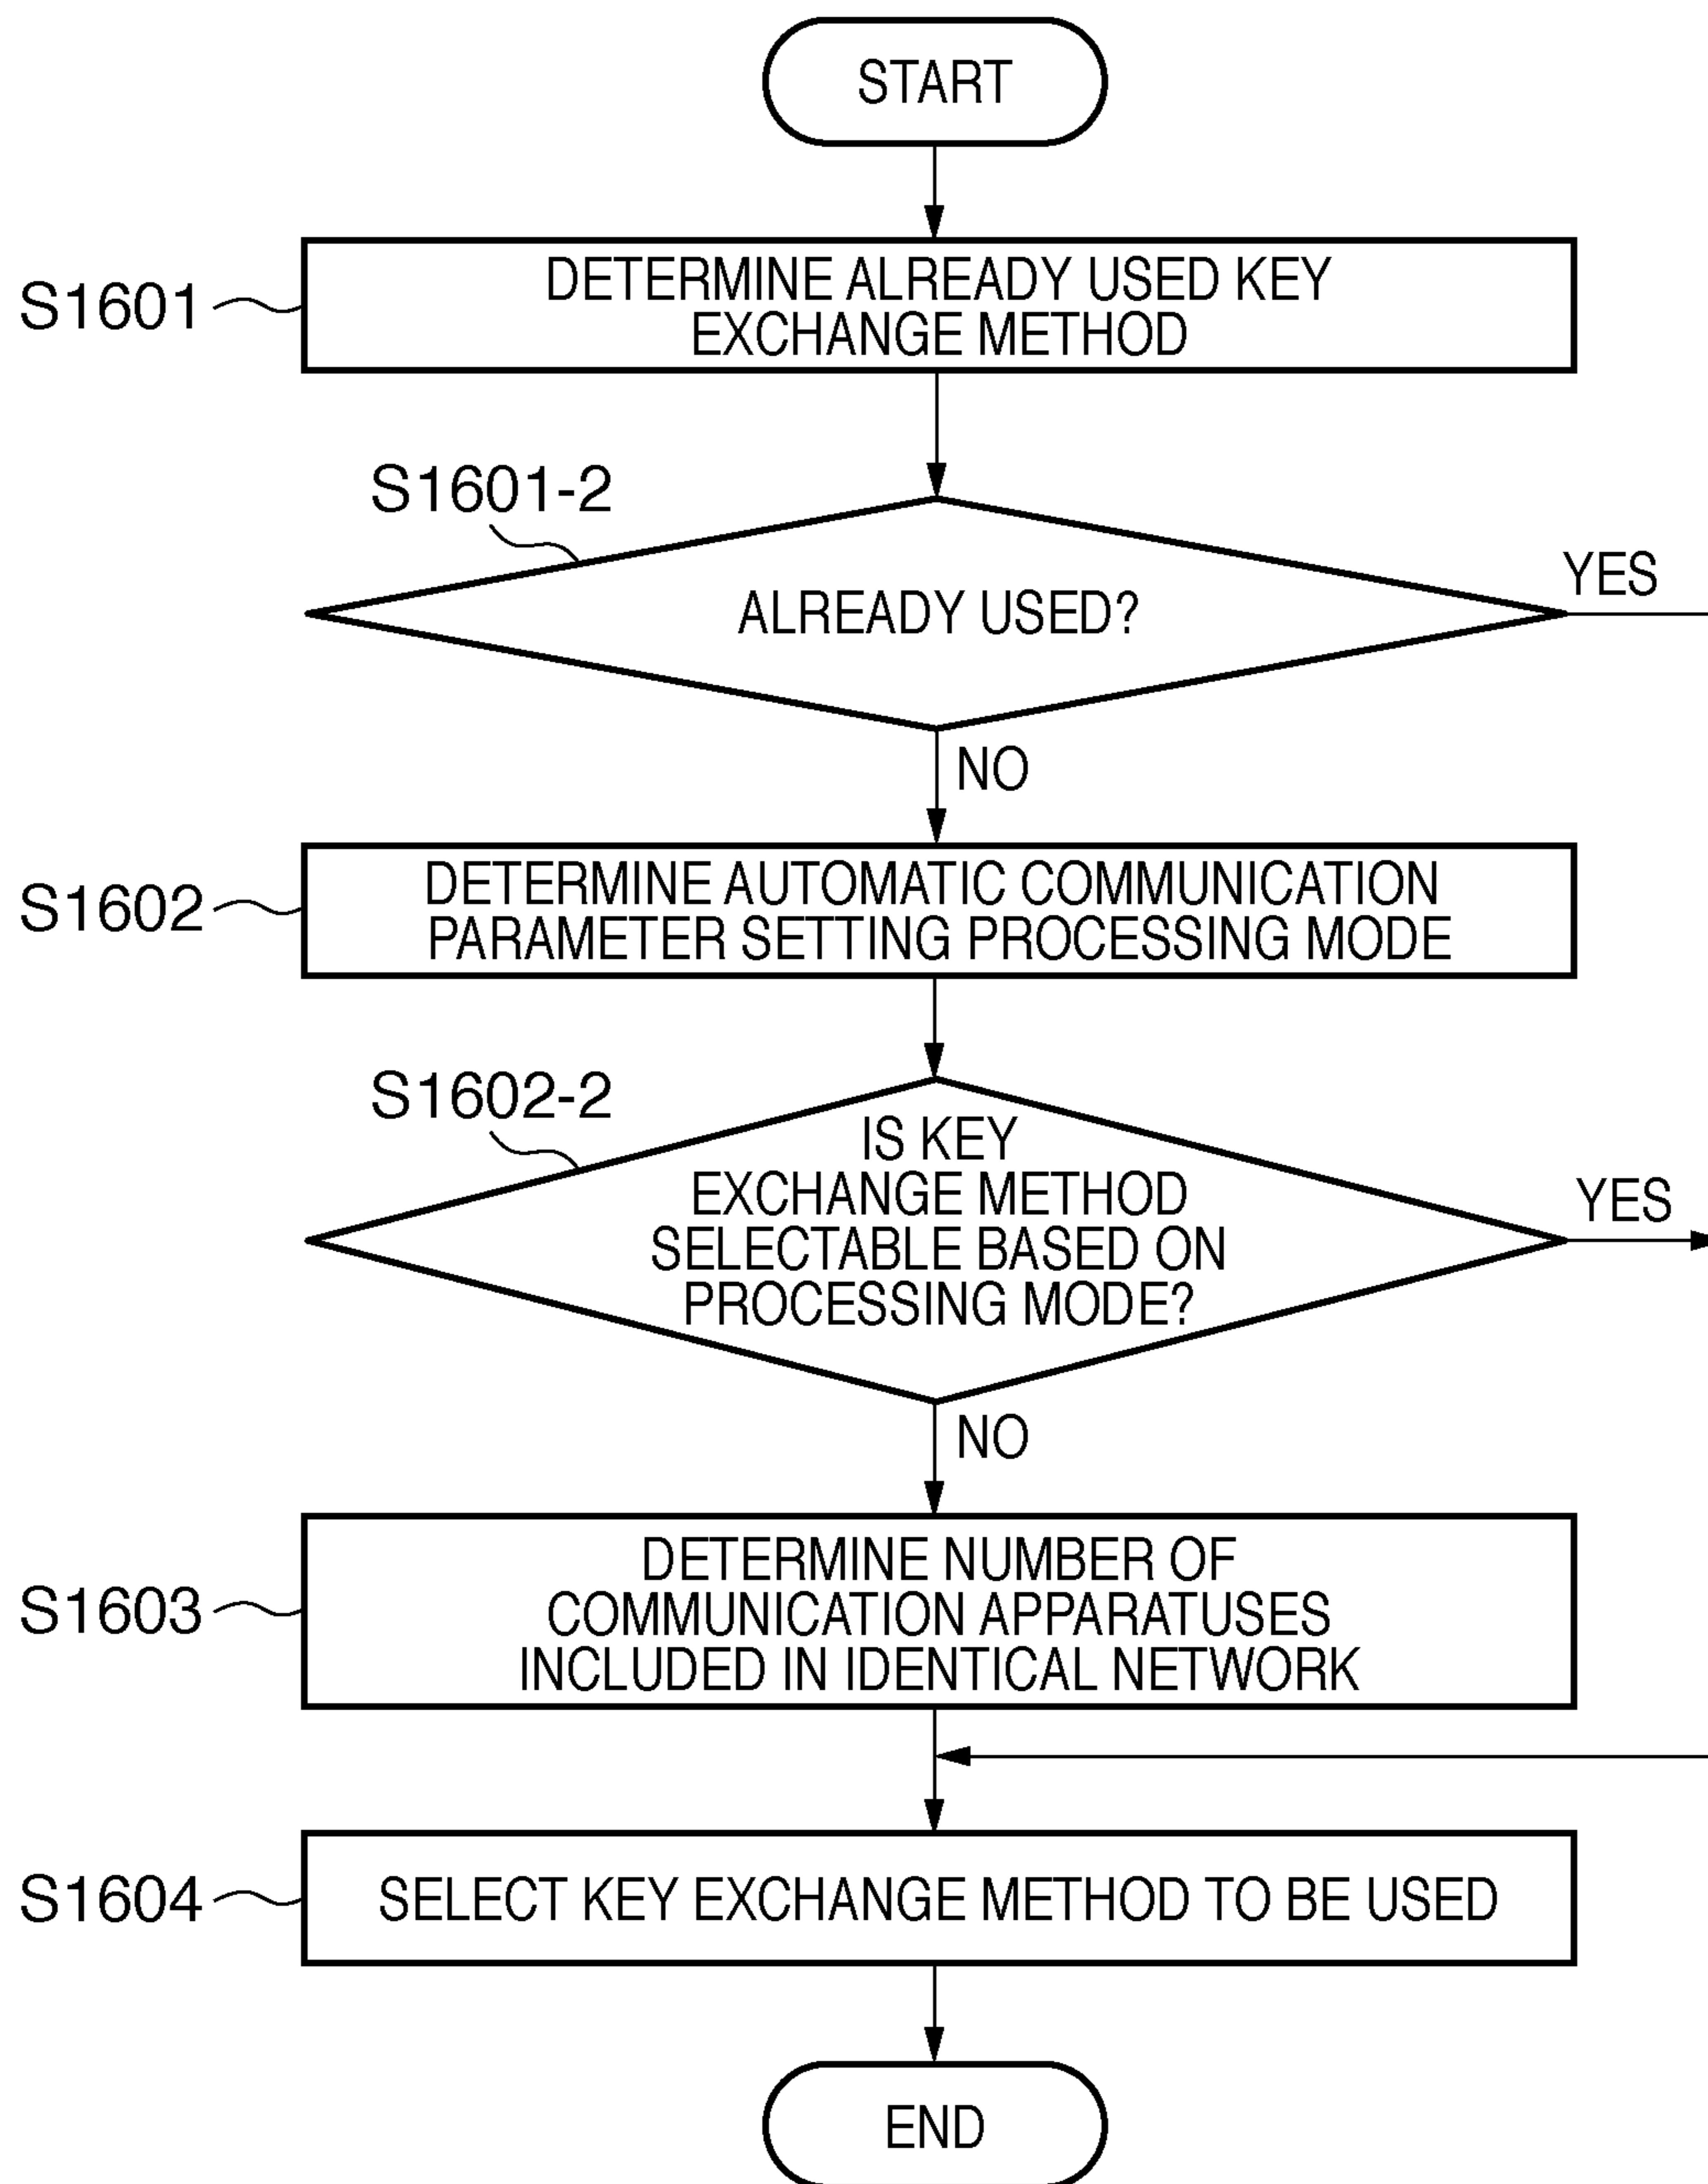 START
S1601
DETERMINE ALREADY USED KEY
EXCHANGE METHOD
S1601-2
ALREADY USED?
YES
NO
S1602
DETERMINE AUTOMATIC COMMUNICATION
PARAMETER SETTING PROCESSING MODE
S1602-2
IS KEY
EXCHANGE METHOD
SELECTABLE BASED ON
PROCESSING MODE?
YES
NO
S1603
DETERMINE NUMBER OF
COMMUNICATION APPARATUSES
INCLUDED IN IDENTICAL NETWORK
S1604
SELECT KEY EXCHANGE METHOD TO BE USED
END